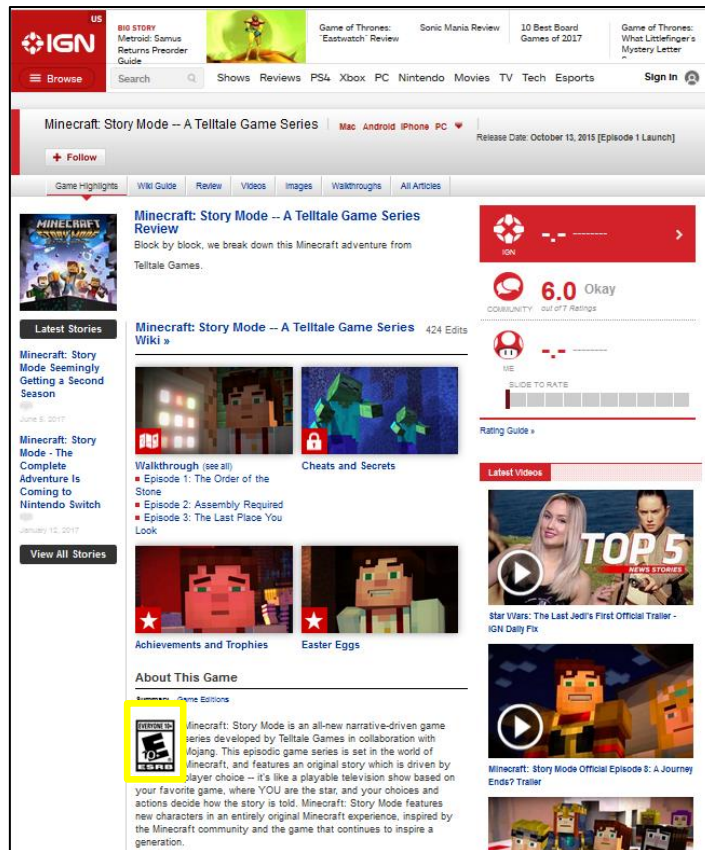 US
IGN
BIG STORY
Metroid: Samus
Returns Preorder
Guide
Game of Thrones:
"Eastwatch" Review
Sonic Mania Review
10 Best Board
Games of 2017
Game of Thrones:
What Littlefinger's
Mystery Letter
Browse
Search
Shows Reviews PS4 Xbox PC Nintendo Movies TV Tech Esports
Sign In
Minecraft: Story Mode -- A Telltale Game Series
Mac Android iPhone PC
Release Date: October 13, 2015 [Episode 1 Launch]
+ Follow
Game Highlights Wiki Guide Review Videos Images Walkthroughs All Articles
MINECRAFT
STORY MODE
Minecraft: Story Mode -- A Telltale Game Series
Review
Block by block, we break down this Minecraft adventure from
Telltale Games.
IGN
-.- --------
COMMUNITY
6.0 Okay
out of 7 Ratings
ME
-.- --------
SLIDE TO RATE
Rating Guide »
Latest Stories
Minecraft: Story
Mode Seemingly
Getting a Second
Season
June 5, 2017
Minecraft: Story
Mode - The
Complete
Adventure Is
Coming to
Nintendo Switch
January 12, 2017
View All Stories
Minecraft: Story Mode -- A Telltale Game Series
Wiki »
424 Edits
Walkthrough (see all)
Episode 1: The Order of the
Stone
Episode 2: Assembly Required
Episode 3: The Last Place You
Look
Cheats and Secrets
Achievements and Trophies
Easter Eggs
Latest Videos
TOP 5
NEWS STORIES
Star Wars: The Last Jedi's First Official Trailer -
IGN Daily Fix
Minecraft: Story Mode Official Episode 8: A Journey
Ends? Trailer
About This Game
Summary Game Editions
EVERYONE 10+
E
10+
ESRB
Minecraft: Story Mode is an all-new narrative-driven game
series developed by Telltale Games in collaboration with
Mojang. This episodic game series is set in the world of
Minecraft, and features an original story which is driven by
player choice -- it's like a playable television show based on
your favorite game, where YOU are the star, and your choices and
actions decide how the story is told. Minecraft: Story Mode features
new characters in an entirely original Minecraft experience, inspired by
the Minecraft community and the game that continues to inspire a
generation.